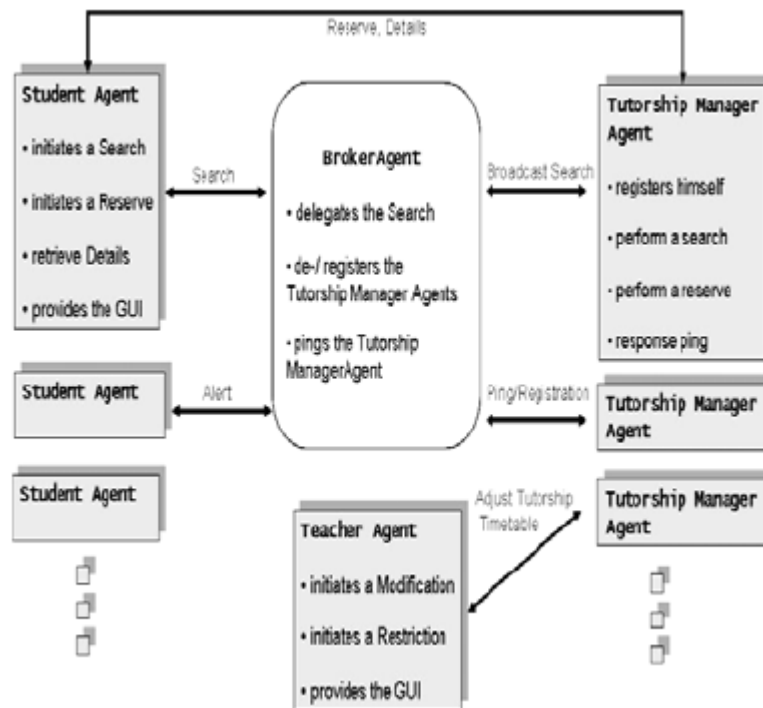 Reserve, Details
Student Agent
• initiates a Search
• initiates a Reserve
• retrieve Details
• provides the GUI
Search
BrokerAgent
• delegates the Search
• de-/ registers the
Tutorship Manager Agents
• pings the Tutorship
ManagerAgent
Broadcast Search
Tutorship Manager
Agent
• registers himself
• perform a search
• perform a reserve
• response ping
Student Agent
Alert
Ping/Registration
Tutorship Manager
Agent
Student Agent
Adjust Tutorship
Timetable
Tutorship Manager
Agent
Teacher Agent
• initiates a Modification
• initiates a Restriction
• provides the GUI